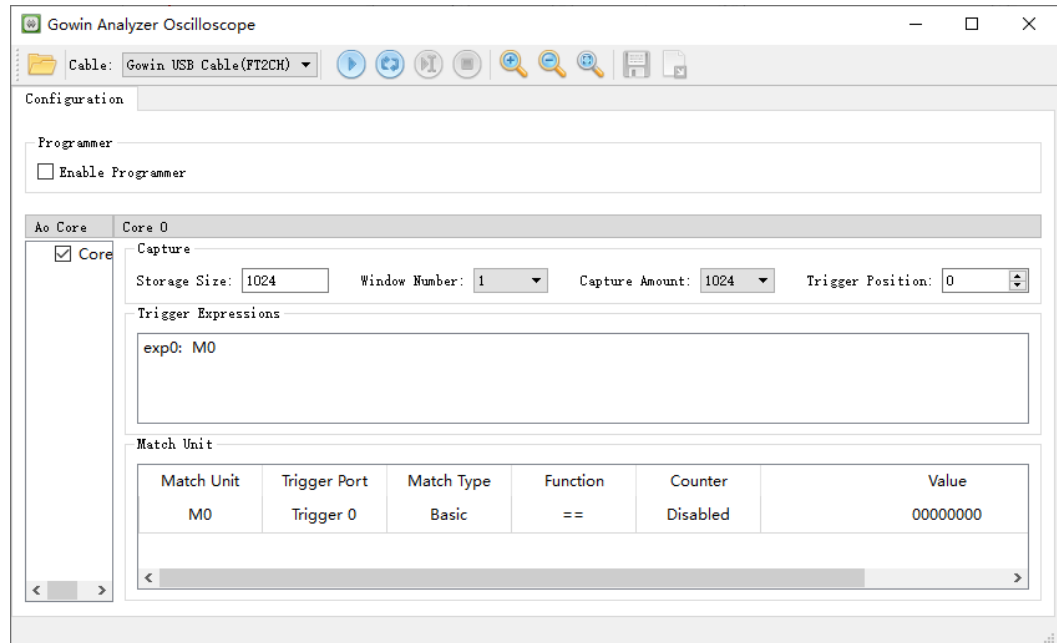 Gowin Analyzer Oscilloscope
Cable: Gowin USB Cable(FT2CH)
Configuration
Programmer
Enable Programmer
Ao Core Core 0
Core
Capture
Storage Size: 1024 Window Number: 1 Capture Amount: 1024 Trigger Position: 0
Trigger Expressions
exp0: M0
Match Unit
Match Unit Trigger Port Match Type Function Counter Value
M0 Trigger 0 Basic == Disabled 00000000